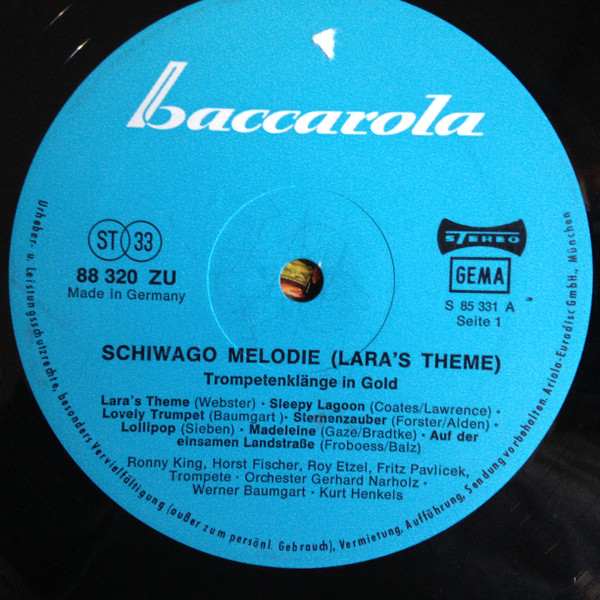 baccarola
ST 33
88 320 ZU
Made in Germany
STEREO
GEMA
S 85 331 A
Seite 1
SCHIWAGO MELODIE (LARA'S THEME)
Trompetenklänge in Gold
Lara's Theme (Webster) · Sleepy Lagoon (Coates/Lawrence) ·
Lovely Trumpet (Baumgart) · Sternenzauber (Forster/Alden) ·
Lollipop (Sieben) · Madeleine (Gaze/Bradtke) · Auf der
einsamen Landstraße (Froboess/Balz)
Ronny King, Horst Fischer, Roy Etzel, Fritz Pavlicek,
Trompete · Orchester Gerhard Narholz ·
Werner Baumgart · Kurt Henkels
Urheber- u. Leistungsschutzrechte, besonders Vervielfältigung (außer zum persönl. Gebrauch), Vermietung, Aufführung, Sendung vorbehalten. Ariola-Eurodisc GmbH., München